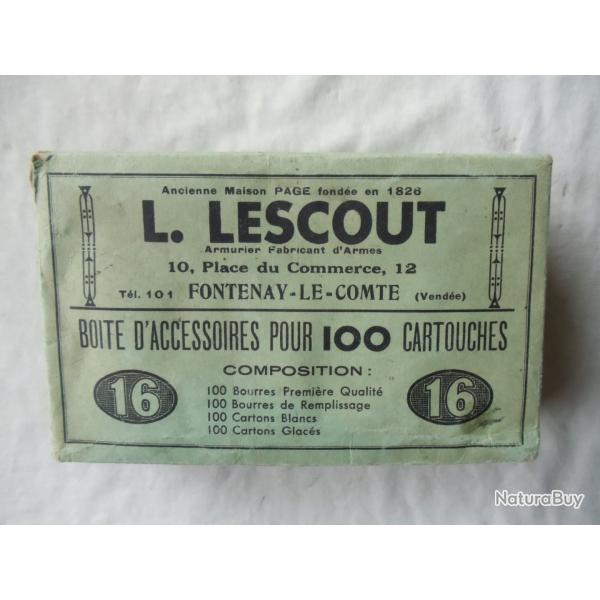 Ancienne Maison PAGE fondée en 1826
L. LESCOUT
Armurier Fabricant d'Armes
10, Place du Commerce, 12
Tél. 101 FONTENAY-LE-COMTE (Vendée)
BOITE D'ACCESSOIRES POUR 100 CARTOUCHES
COMPOSITION :
16
100 Bourres Première Qualité
100 Bourres de Remplissage
100 Cartons Blancs
100 Cartons Glacés
16
NaturaBuy